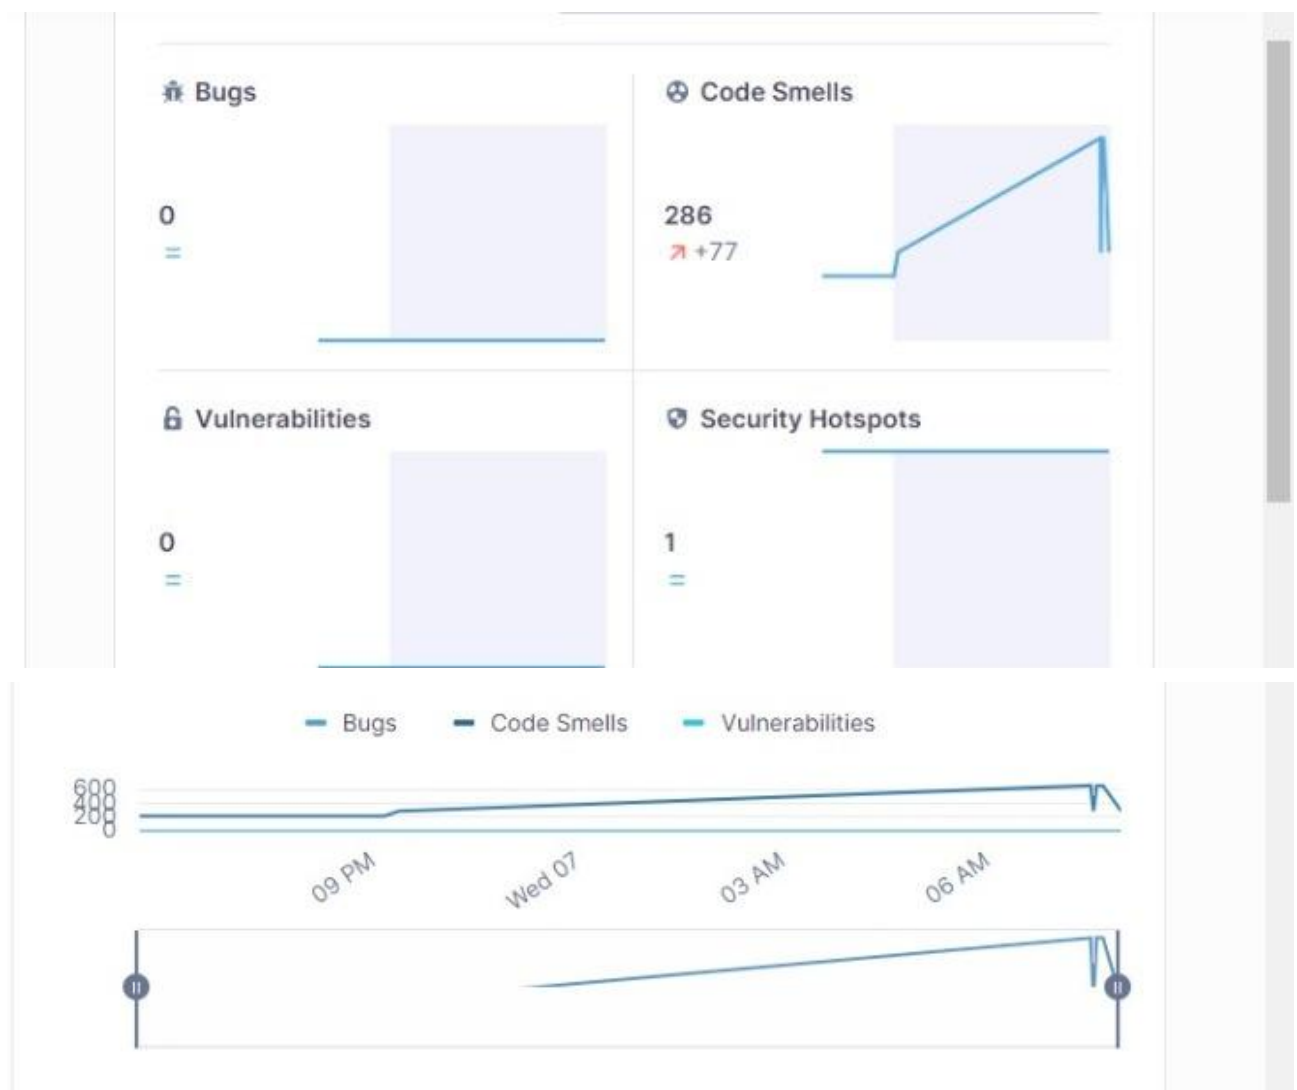 Bugs
Code Smells
0
=
286
+77
Vulnerabilities
Security Hotspots
0
=
1
=
Bugs Code Smells Vulnerabilities
600
400
200
0
09 PM Wed 07 03 AM 06 AM